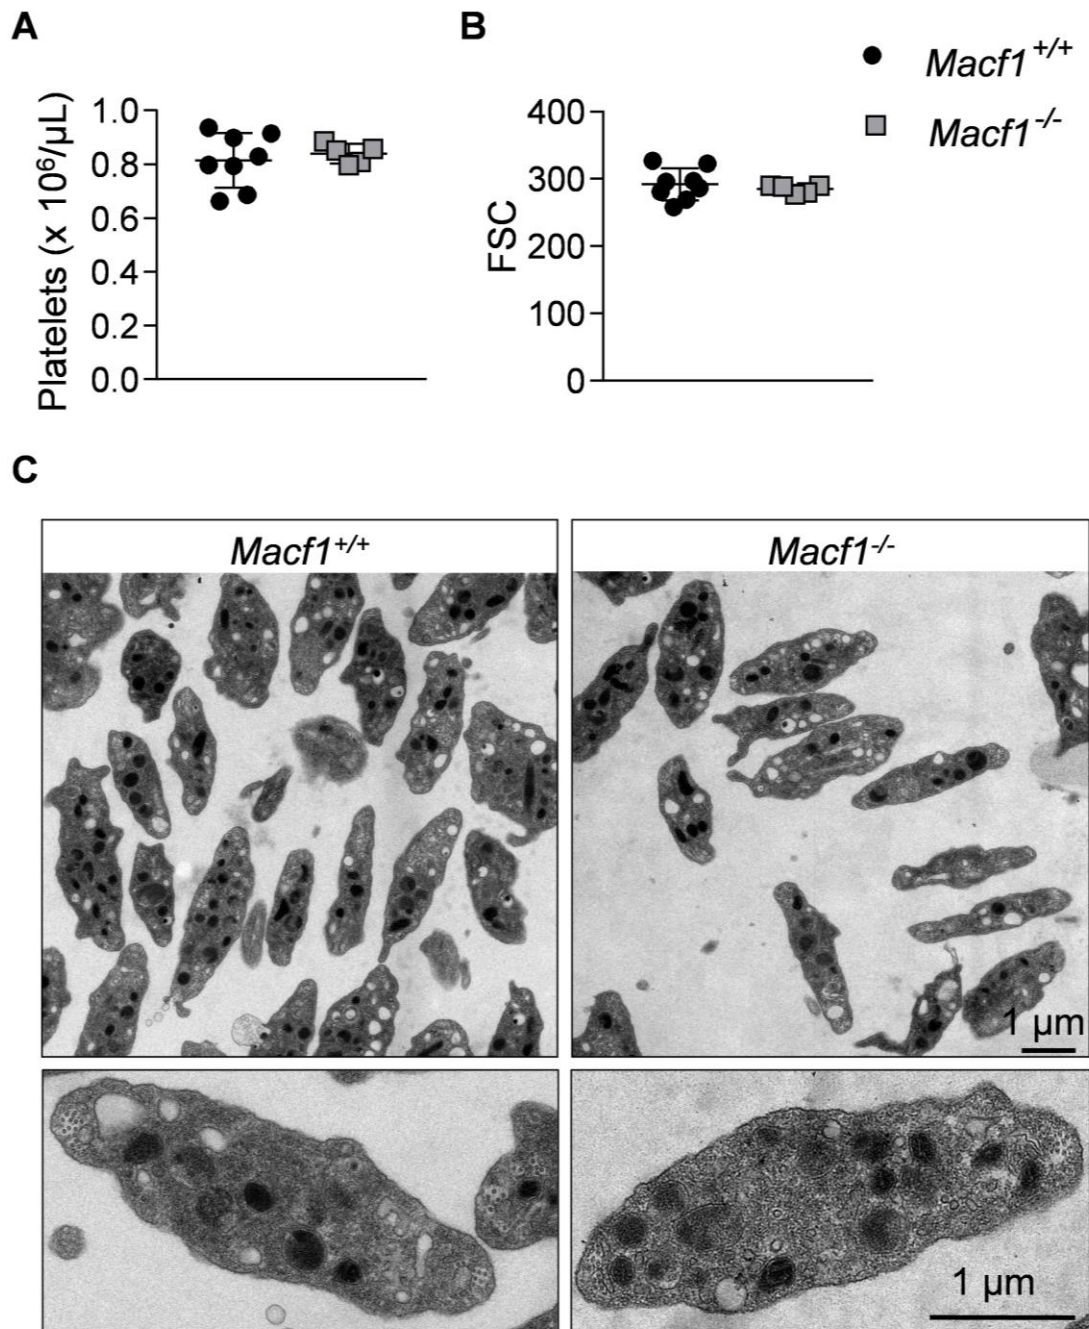 A
Platelets (x 10⁶/µL)
1.0
0.8
0.6
0.4
0.2
0.0
B
FSC
400
300
200
100
0
Macf1+/+
Macf1-/-
C
Macf1+/+
Macf1-/-
1 µm
1 µm